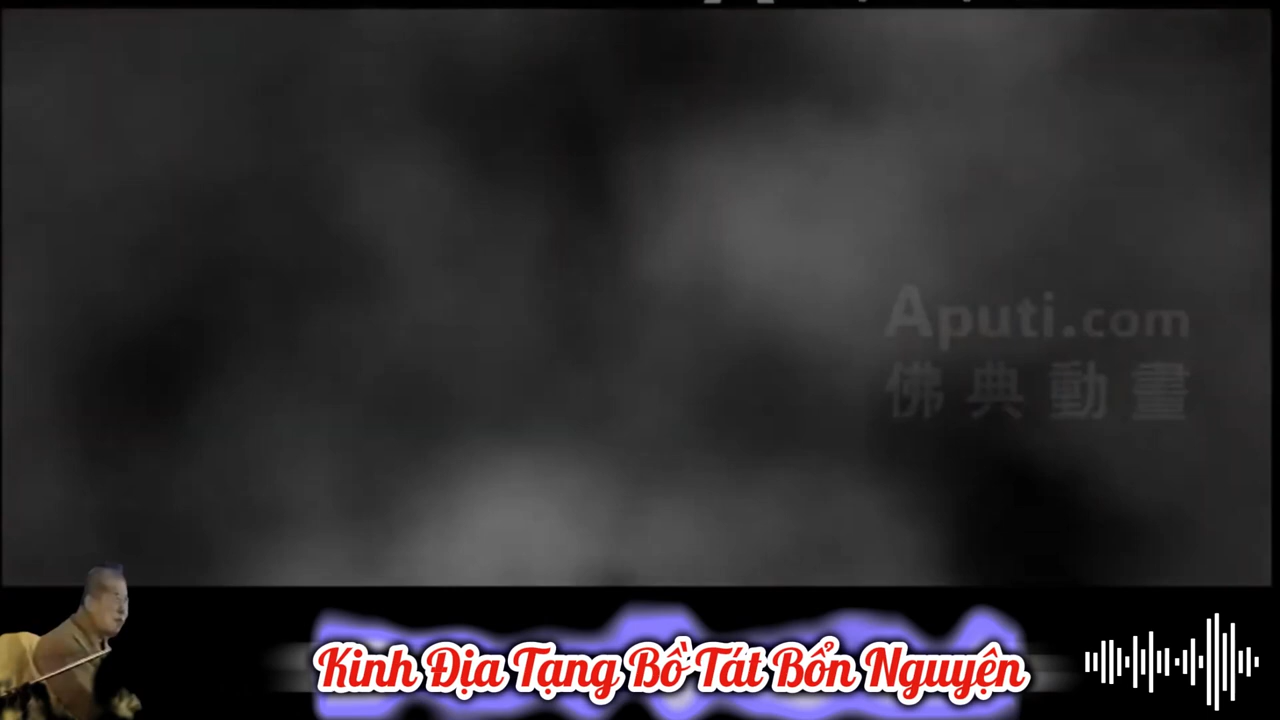 Aputi.com
佛典動畫
Kinh Địa Tạng Bồ Tát Bổn Nguyện